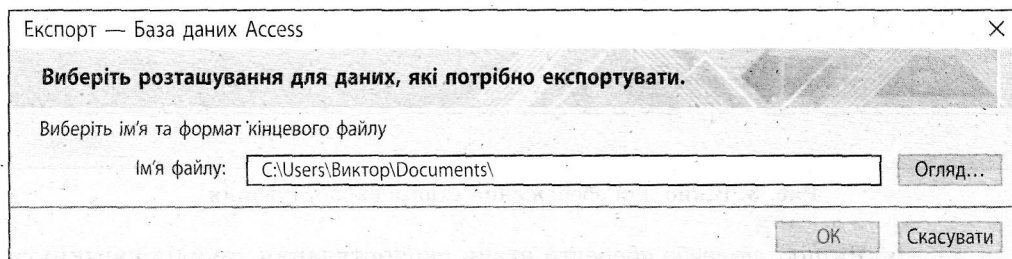 Експорт — База даних Access
Виберіть розташування для даних, які потрібно експортувати.
Виберіть ім'я та формат кінцевого файлу
Ім'я файлу: C:\Users\Виктор\Documents\ Огляд...
OK Скасувати